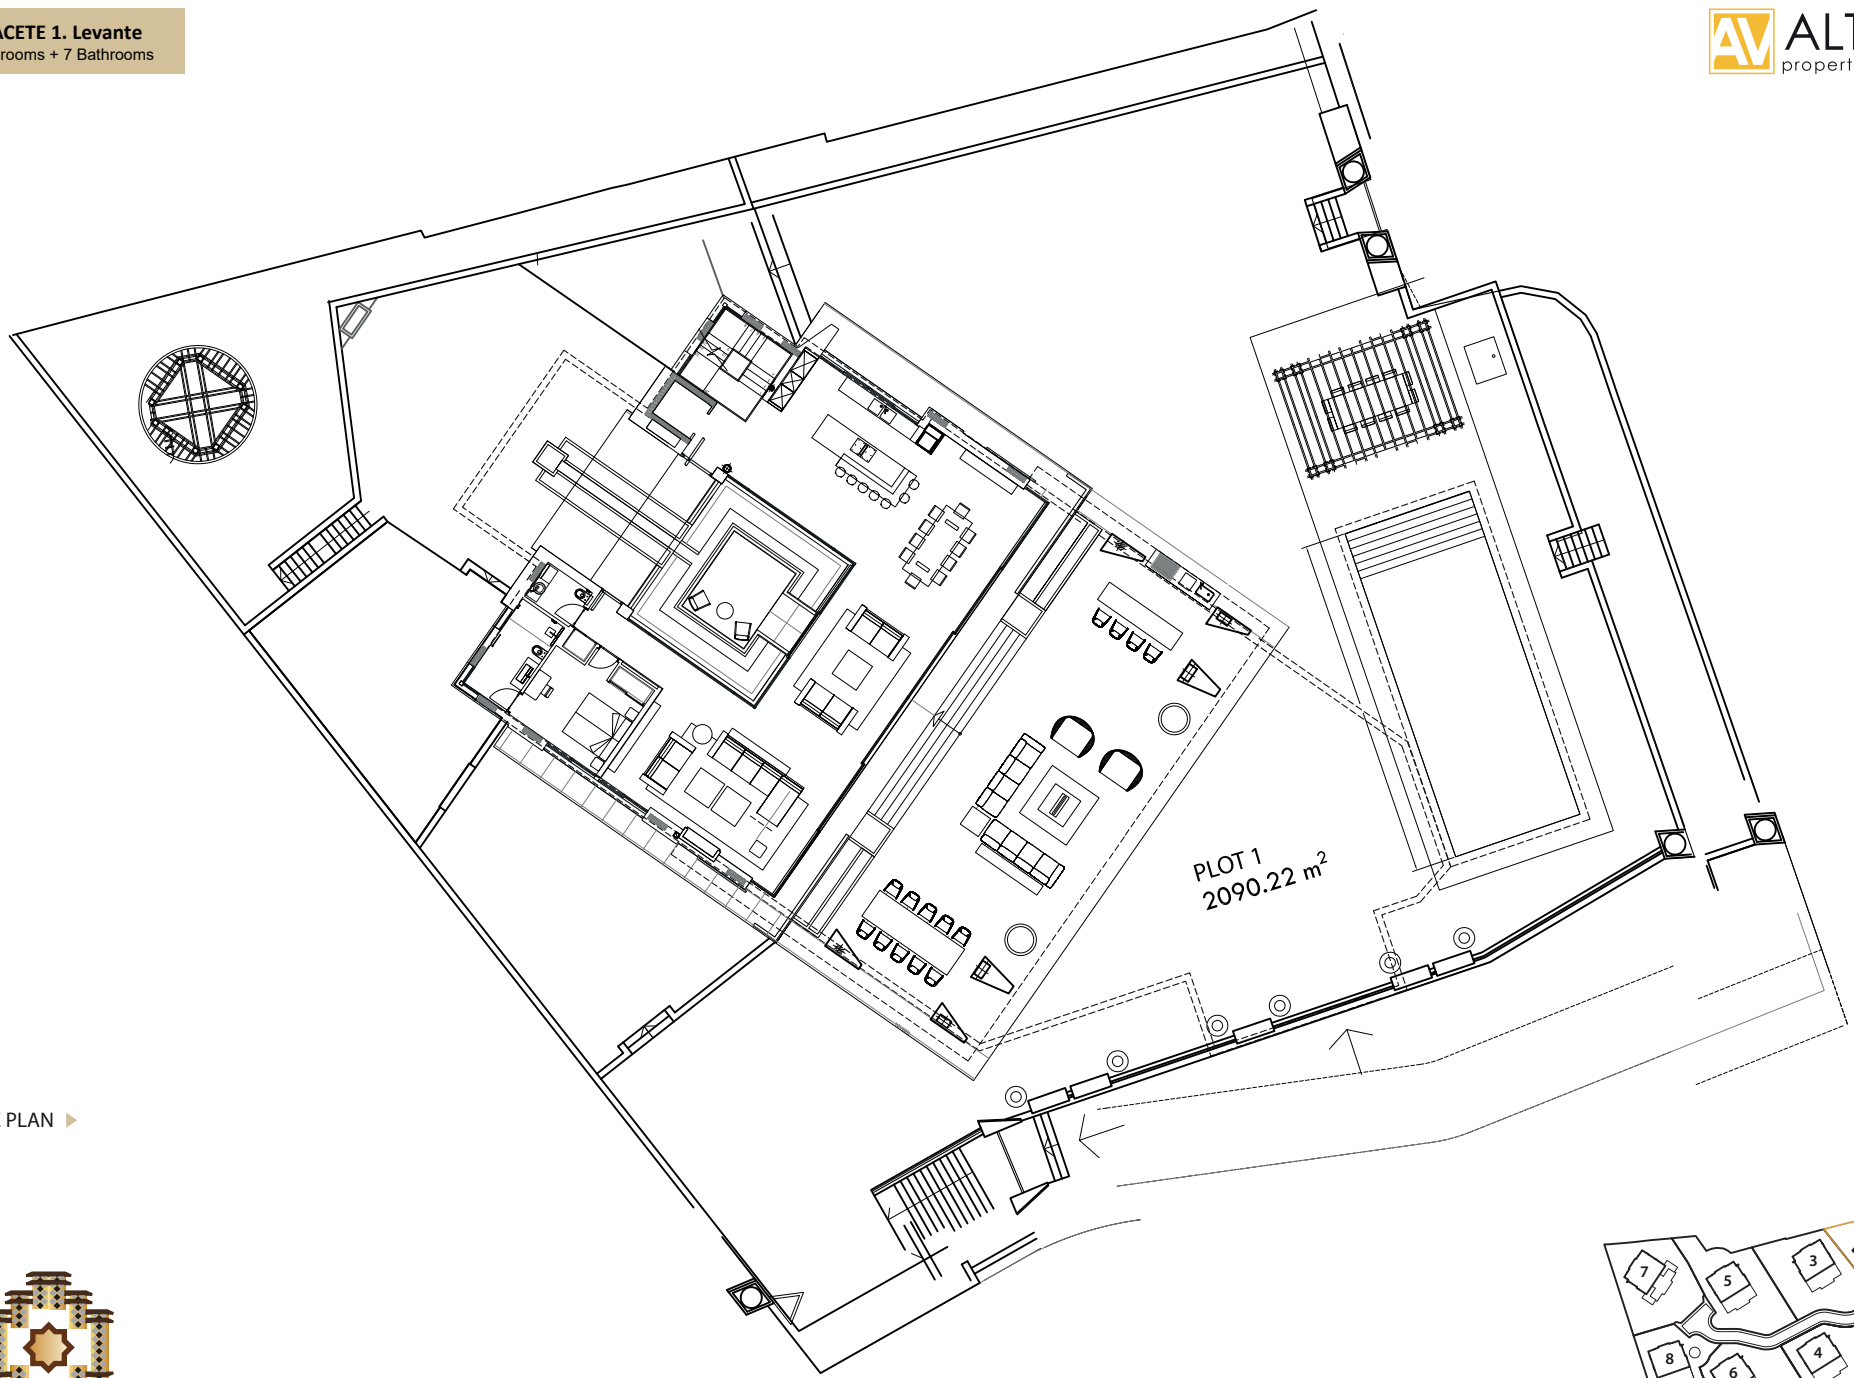 ACETE 1. Levante
rooms + 7 Bathrooms
AV ALT
propert
PLOT 1
2090.22 m²
PLAN
7
5
3
8
6
4